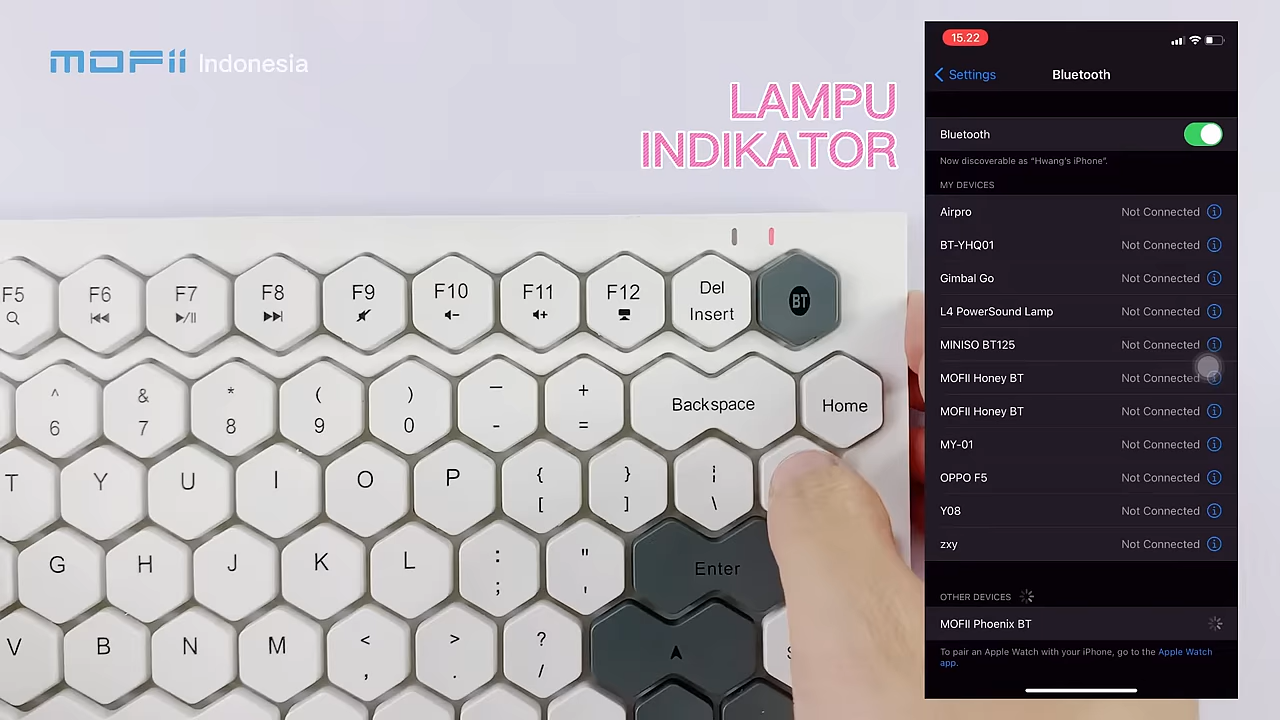 MOFII Indonesia
LAMPU
INDIKATOR
F5
F6
F7
F8
F9
F10
F11
F12
Del
Insert
BT
^
6
&
7
*
8
(
9
)
0
—
-
+
=
Backspace
Home
T
Y
U
I
O
P
{
[
}
]
¦
\
G
H
J
K
L
:
;
"
'
Enter
V
B
N
M
<
,
>
.
?
/
15.22
Settings
Bluetooth
Bluetooth
Now discoverable as “Hwang's iPhone”.
MY DEVICES
Airpro Not Connected
BT-YHQ01 Not Connected
Gimbal Go Not Connected
L4 PowerSound Lamp Not Connected
MINISO BT125 Not Connected
MOFII Honey BT Not Connected
MOFII Honey BT Not Connected
MY-01 Not Connected
OPPO F5 Not Connected
Y08 Not Connected
zxy Not Connected
OTHER DEVICES
MOFII Phoenix BT
To pair an Apple Watch with your iPhone, go to the Apple Watch
app.